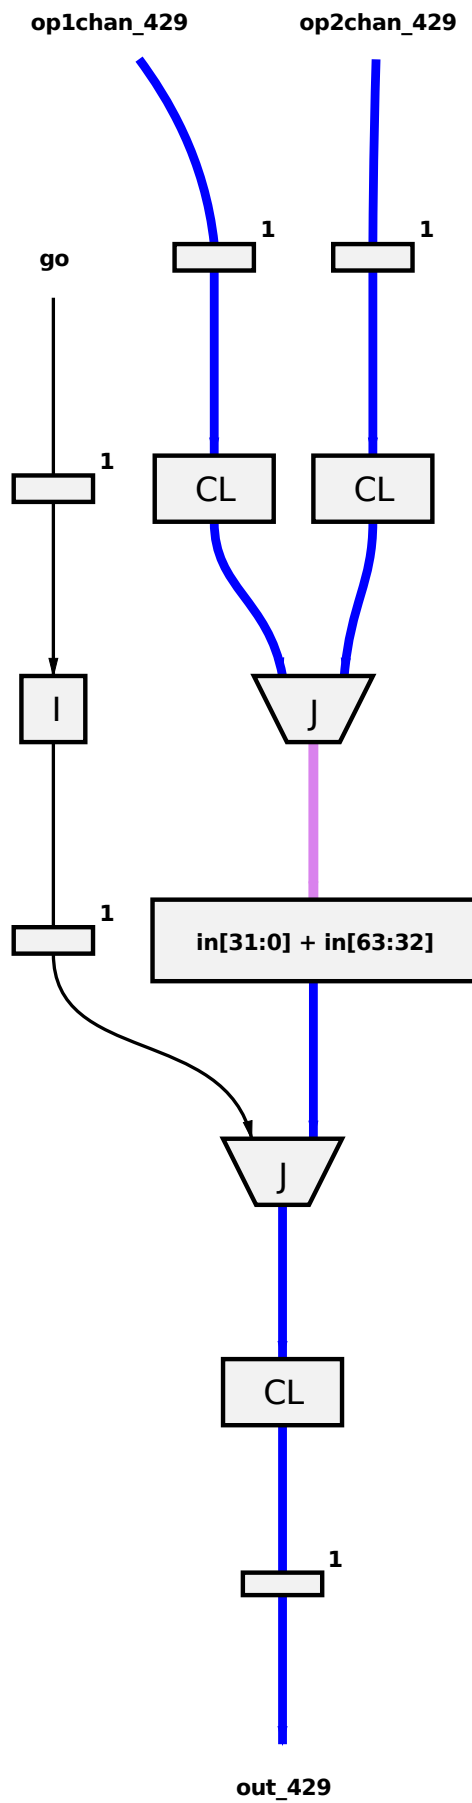 op1chan_429
op2chan_429
1
1
go
1
CL
CL
I
J
1
in[31:0] + in[63:32]
J
CL
1
out_429